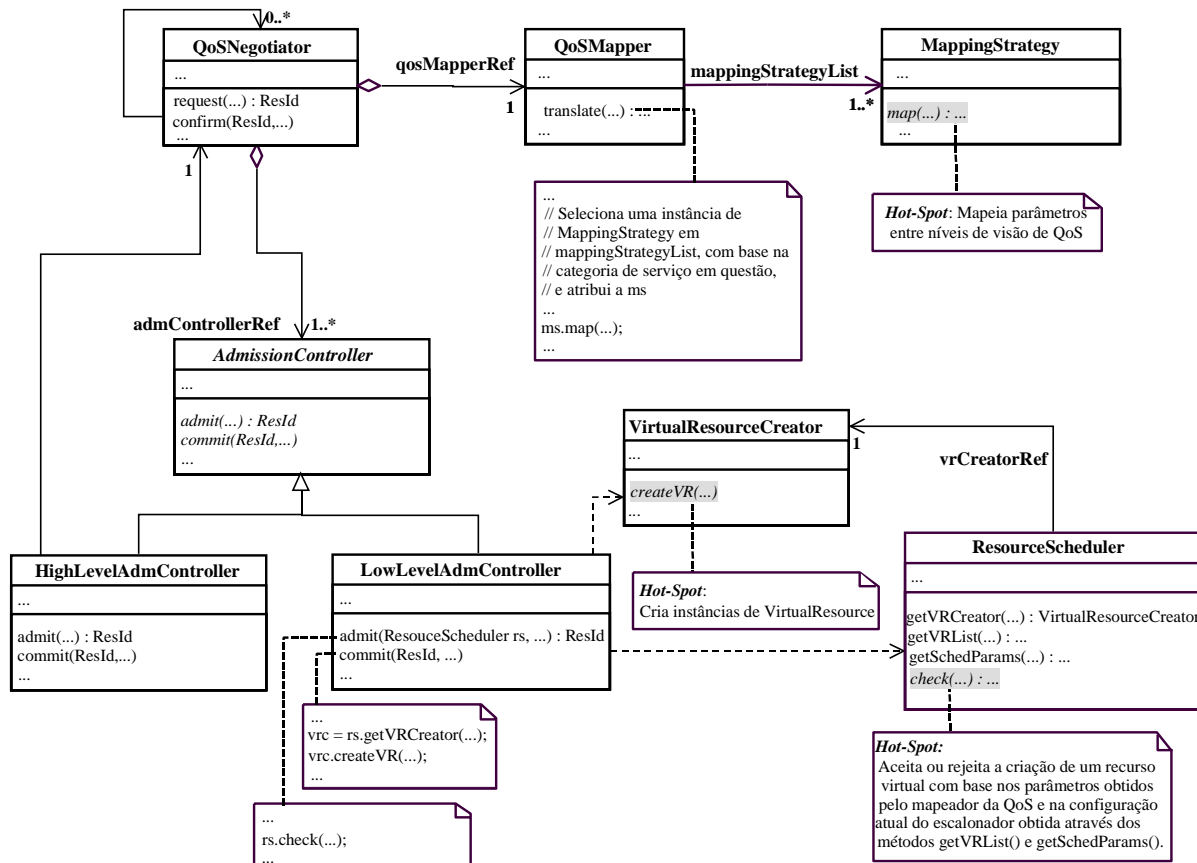 0..*
QoSNegotiator
...
request(...) : ResId
confirm(ResId,...)
...
qosMapperRef
1
QoSMapper
...
translate(...) : ...
...
mappingStrategyList
1..*
MappingStrategy
...
map(...) : ...
...
1
...
// Seleciona uma instância de
// MappingStrategy em
// mappingStrategyList, com base na
// categoria de serviço em questão,
// e atribui a ms
...
ms.map(...);
...
Hot-Spot: Mapeia parâmetros
entre níveis de visão de QoS
admControllerRef
1..*
AdmissionController
...
admit(...) : ResId
commit(ResId,...)
...
VirtualResourceCreator
...
createVR(...)
...
1
vrCreatorRef
HighLevelAdmController
...
admit(...) : ResId
commit(ResId,...)
...
LowLevelAdmController
...
admit(ResouceScheduler rs, ...) : ResId
commit(ResId, ...)
...
Hot-Spot:
Cria instâncias de VirtualResource
ResourceScheduler
...
getVRCreator(...) : VirtualResourceCreator
getVRList(...) : ...
getSchedParams(...) : ...
check(...) : ...
...
vrc = rs.getVRCreator(...);
vrc.createVR(...);
...
...
rs.check(...);
...
Hot-Spot:
Aceita ou rejeita a criação de um recurso
virtual com base nos parâmetros obtidos
pelo mapeador da QoS e na configuração
atual do escalonador obtida através dos
métodos getVRList() e getSchedParams().